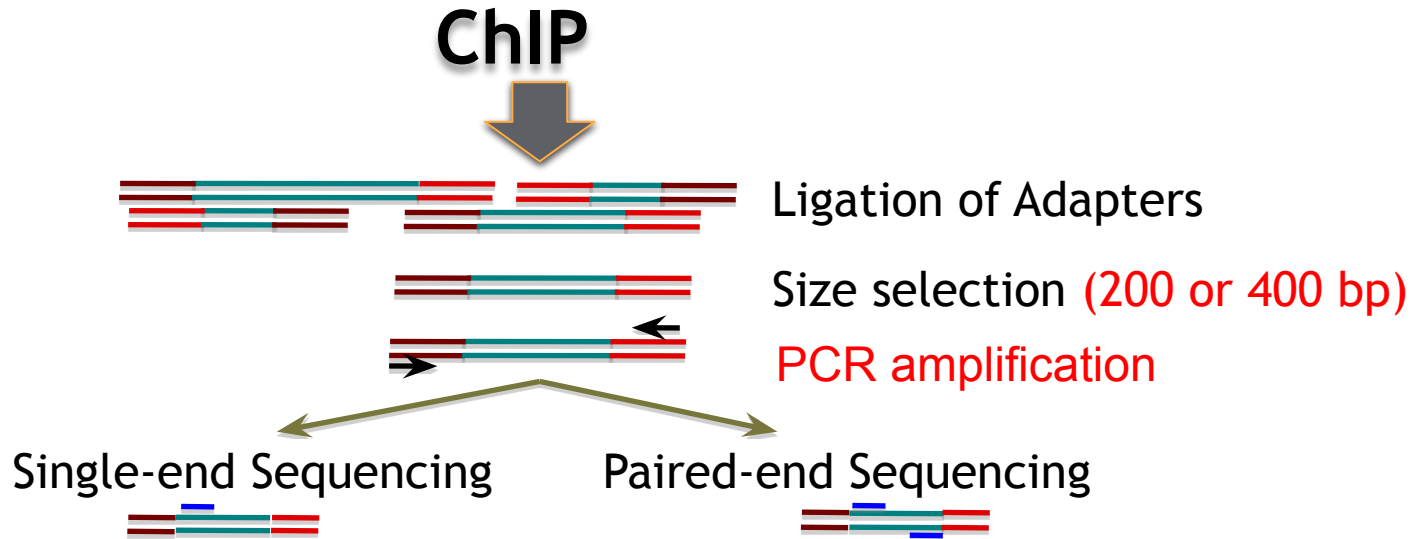 ChIP
Ligation of Adapters
Size selection (200 or 400 bp)
PCR amplification
Single-end Sequencing
Paired-end Sequencing